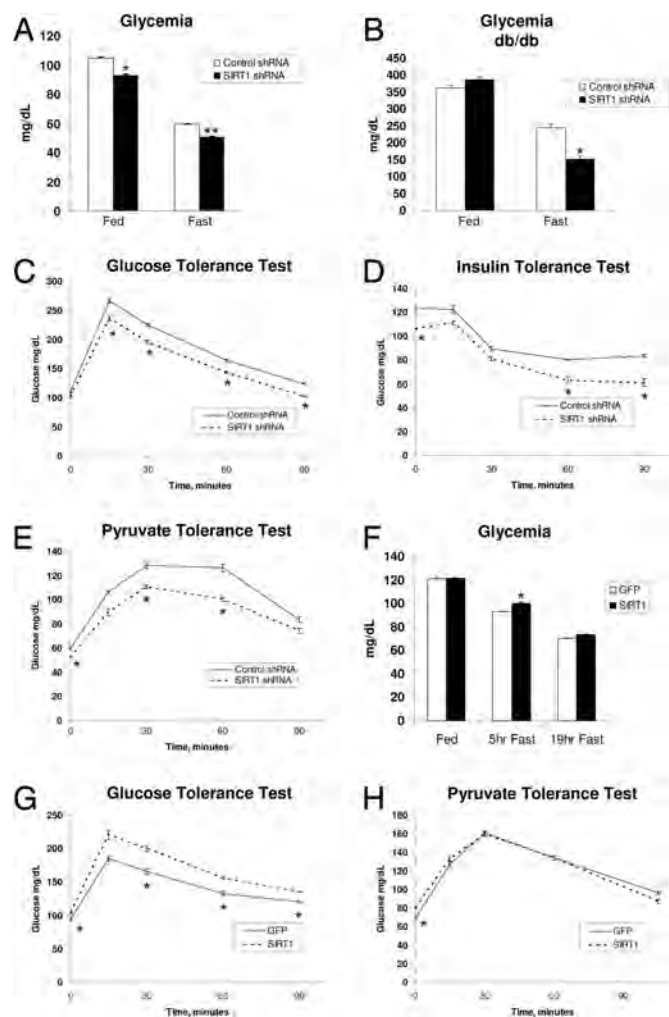 A
Glycemia
120
100
80
60
40
20
0
mg/dL
*
**
Control shRNA
SIRT1 shRNA
Fed
Fast
B
Glycemia
db/db
450
400
350
300
250
200
150
100
50
0
mg/dL
*
Control shRNA
SIRT1 shRNA
Fed
Fast
C
Glucose Tolerance Test
300
250
200
150
100
50
0
Glucose mg/dL
* * * *
Control shRNA
SIRT1 shRNA
0 30 60 90
Time, minutes
D
Insulin Tolerance Test
140
120
100
80
60
40
20
0
Glucose mg/dL
* * *
Control shRNA
SIRT1 shRNA
0 15 30 60 90
Time, minutes
E
Pyruvate Tolerance Test
140
120
100
80
60
40
20
0
Glucose mg/dL
* * *
Control shRNA
SIRT1 shRNA
0 30 60 90
Time, minutes
F
Glycemia
140
120
100
80
60
40
20
0
mg/dL
*
GFP
SIRT1
Fed
5hr Fast
19hr Fast
G
Glucose Tolerance Test
250
200
150
100
50
0
Glucose mg/dL
* * * *
GFP
SIRT1
0 30 60 90
Time, minutes
H
Pyruvate Tolerance Test
180
160
140
120
100
80
60
40
20
0
Glucose mg/dL
*
GFP
SIRT1
0 30 60 90
Time, minutes